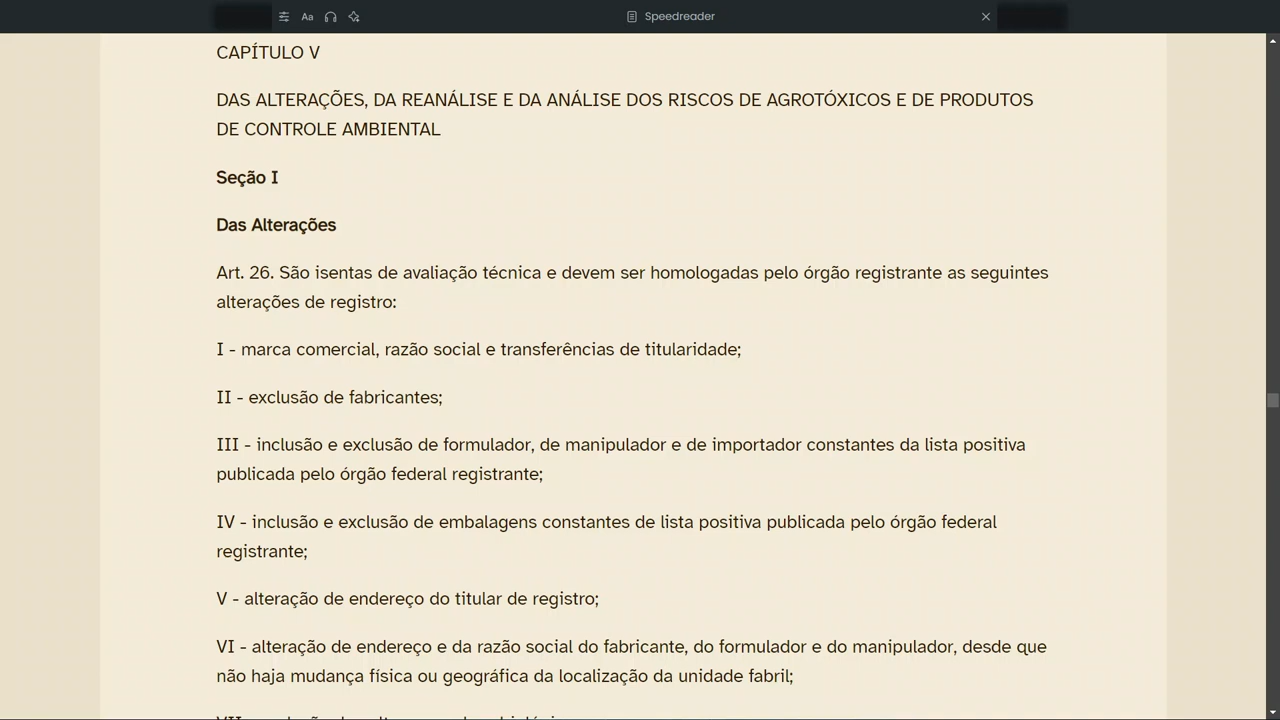 Aa
Speedreader
CAPÍTULO V
DAS ALTERAÇÕES, DA REANÁLISE E DA ANÁLISE DOS RISCOS DE AGROTÓXICOS E DE PRODUTOS
DE CONTROLE AMBIENTAL
Seção I
Das Alterações
Art. 26. São isentas de avaliação técnica e devem ser homologadas pelo órgão registrante as seguintes
alterações de registro:
I - marca comercial, razão social e transferências de titularidade;
II - exclusão de fabricantes;
III - inclusão e exclusão de formulador, de manipulador e de importador constantes da lista positiva
publicada pelo órgão federal registrante;
IV - inclusão e exclusão de embalagens constantes de lista positiva publicada pelo órgão federal
registrante;
V - alteração de endereço do titular de registro;
VI - alteração de endereço e da razão social do fabricante, do formulador e do manipulador, desde que
não haja mudança física ou geográfica da localização da unidade fabril;